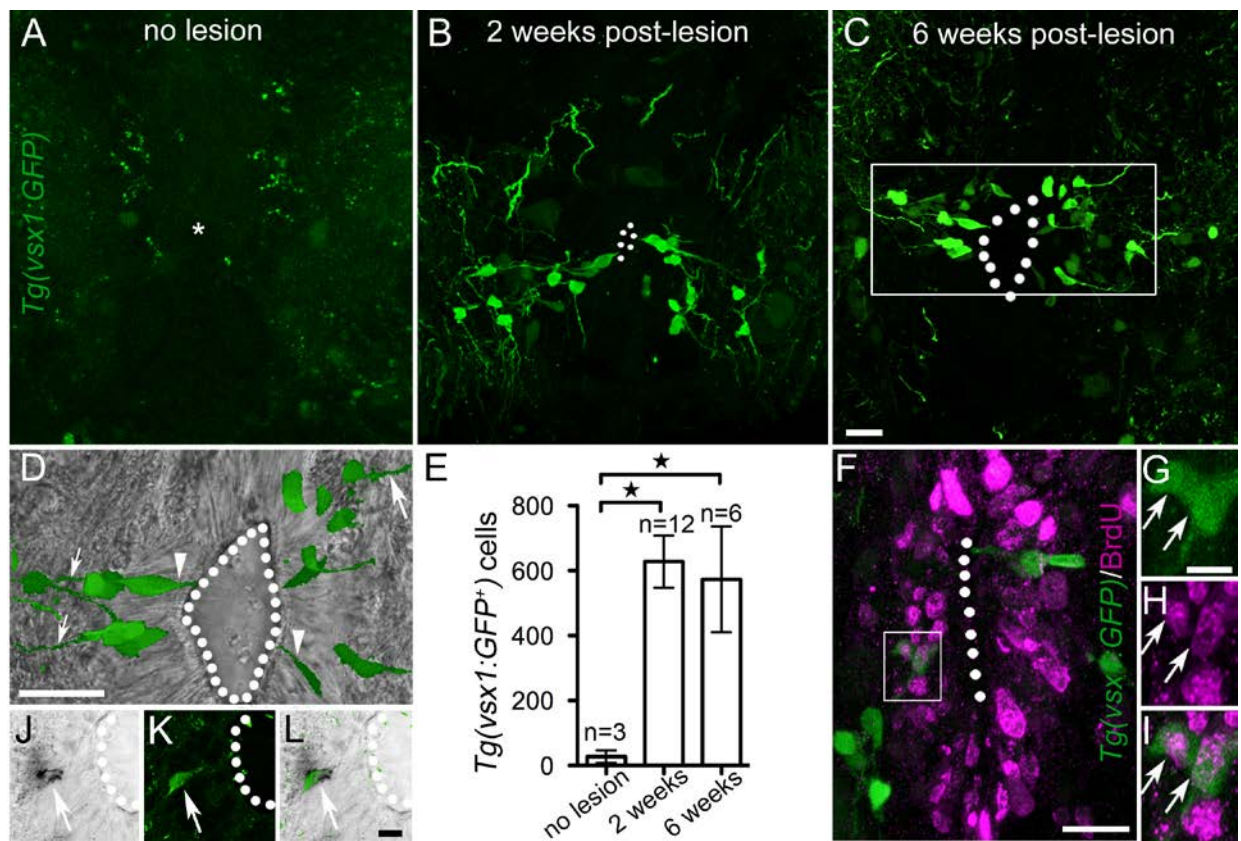 A
no lesion
B
2 weeks post-lesion
C
6 weeks post-lesion
Tg(vsx1:GFP)
*
D
E
★
★
n=3
n=12
n=6
800
600
400
200
0
Tg(vsx1:GFP⁺) cells
no lesion
2 weeks
6 weeks
F
Tg(vsx1:GFP)/BrdU
G
H
I
J
K
L